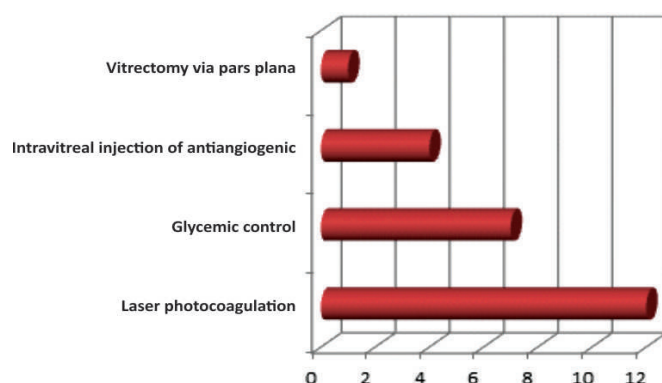 Vitrectomy via pars plana
Intravitreal injection of antiangiogenic
Glycemic control
Laser photocoagulation
0 2 4 6 8 10 12